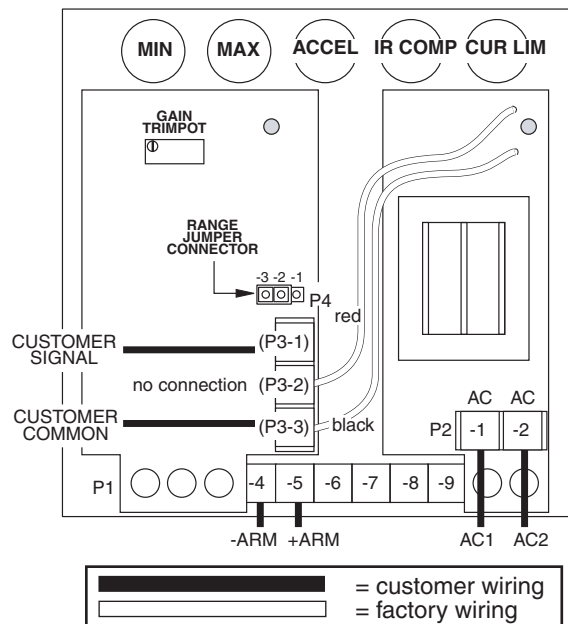 MIN MAX ACCEL IR COMP CUR LIM
GAIN
TRIMPOT
RANGE
JUMPER
CONNECTOR
-3 -2 -1
P4
red
CUSTOMER
SIGNAL
(P3-1)
no connection (P3-2)
CUSTOMER
COMMON
(P3-3)
black
AC AC
P2 -1 -2
P1 -4 -5 -6 -7 -8 -9
-ARM +ARM AC1 AC2
= customer wiring
= factory wiring